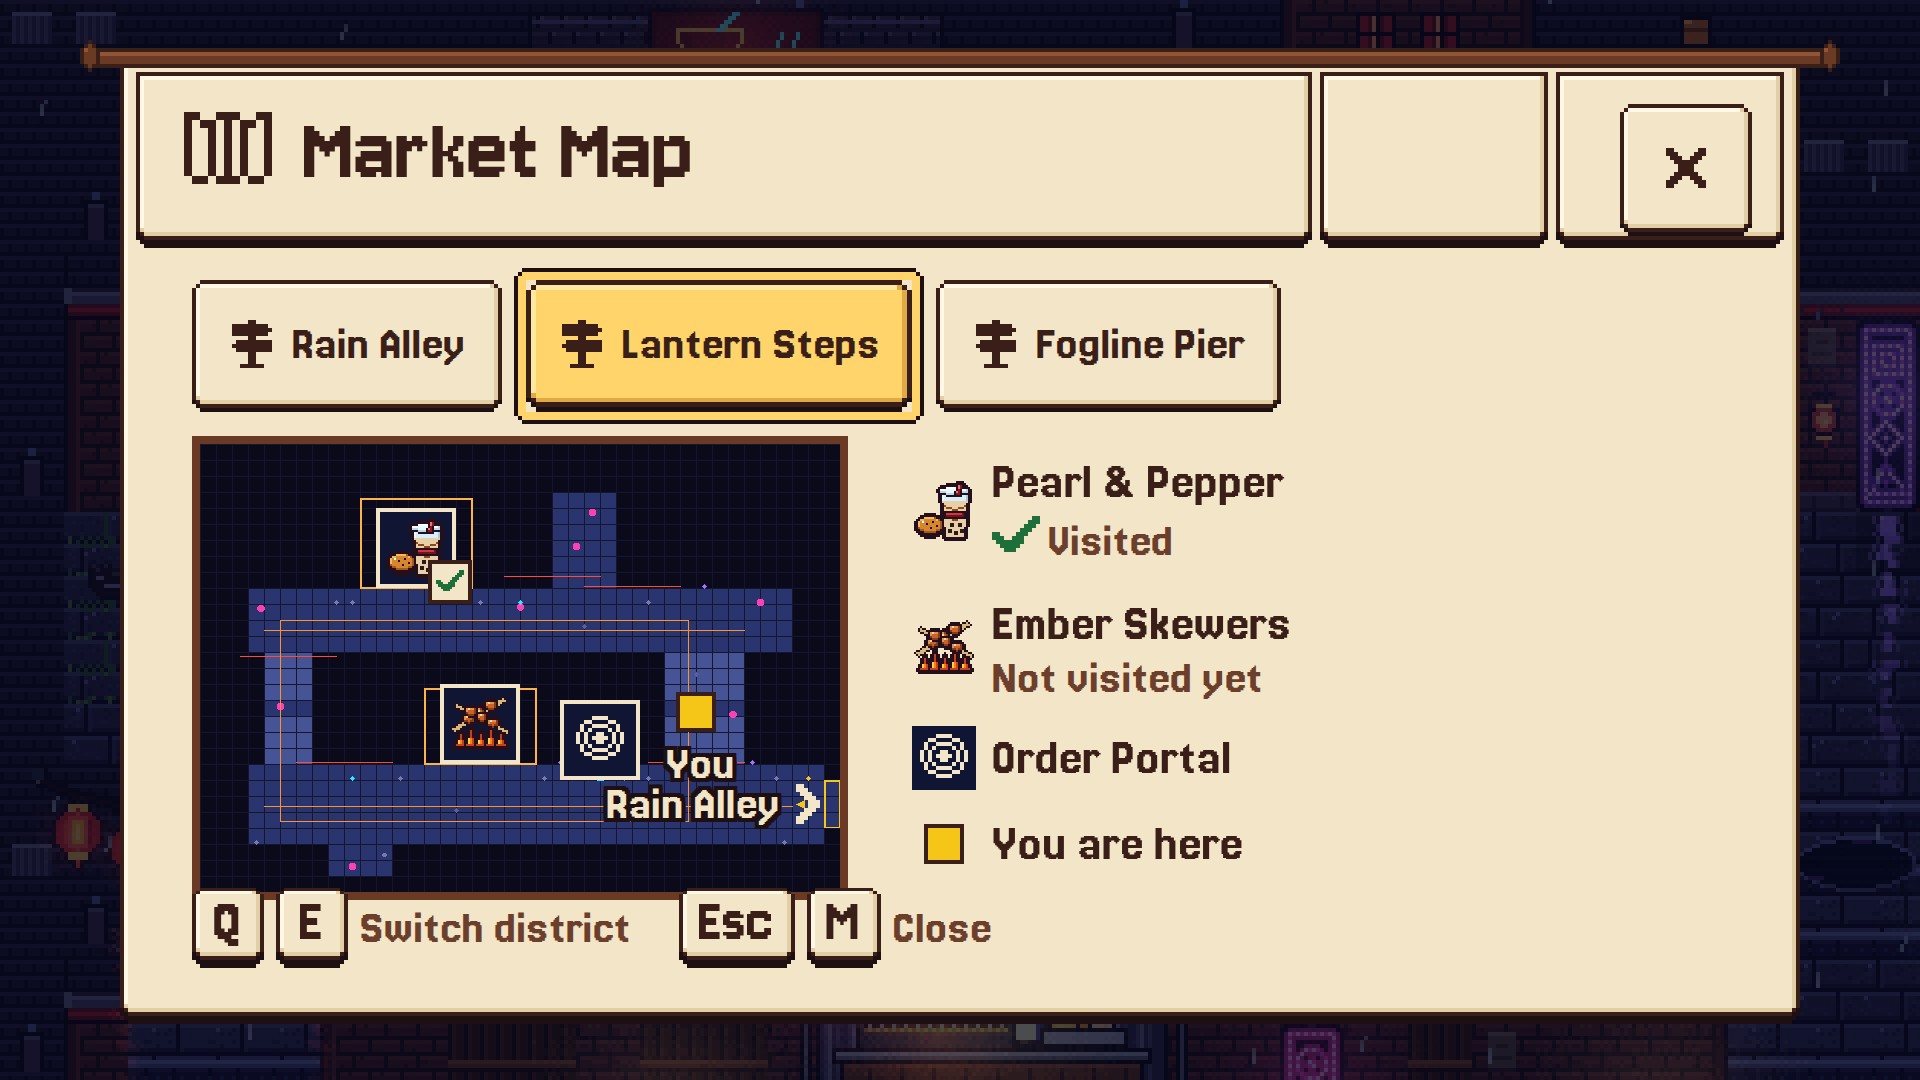 Market Map
Rain Alley
Lantern Steps
Fogline Pier
Pearl & Pepper
Visited
Ember Skewers
Not visited yet
Order Portal
You are here
You
Rain Alley
Q E Switch district Esc M Close